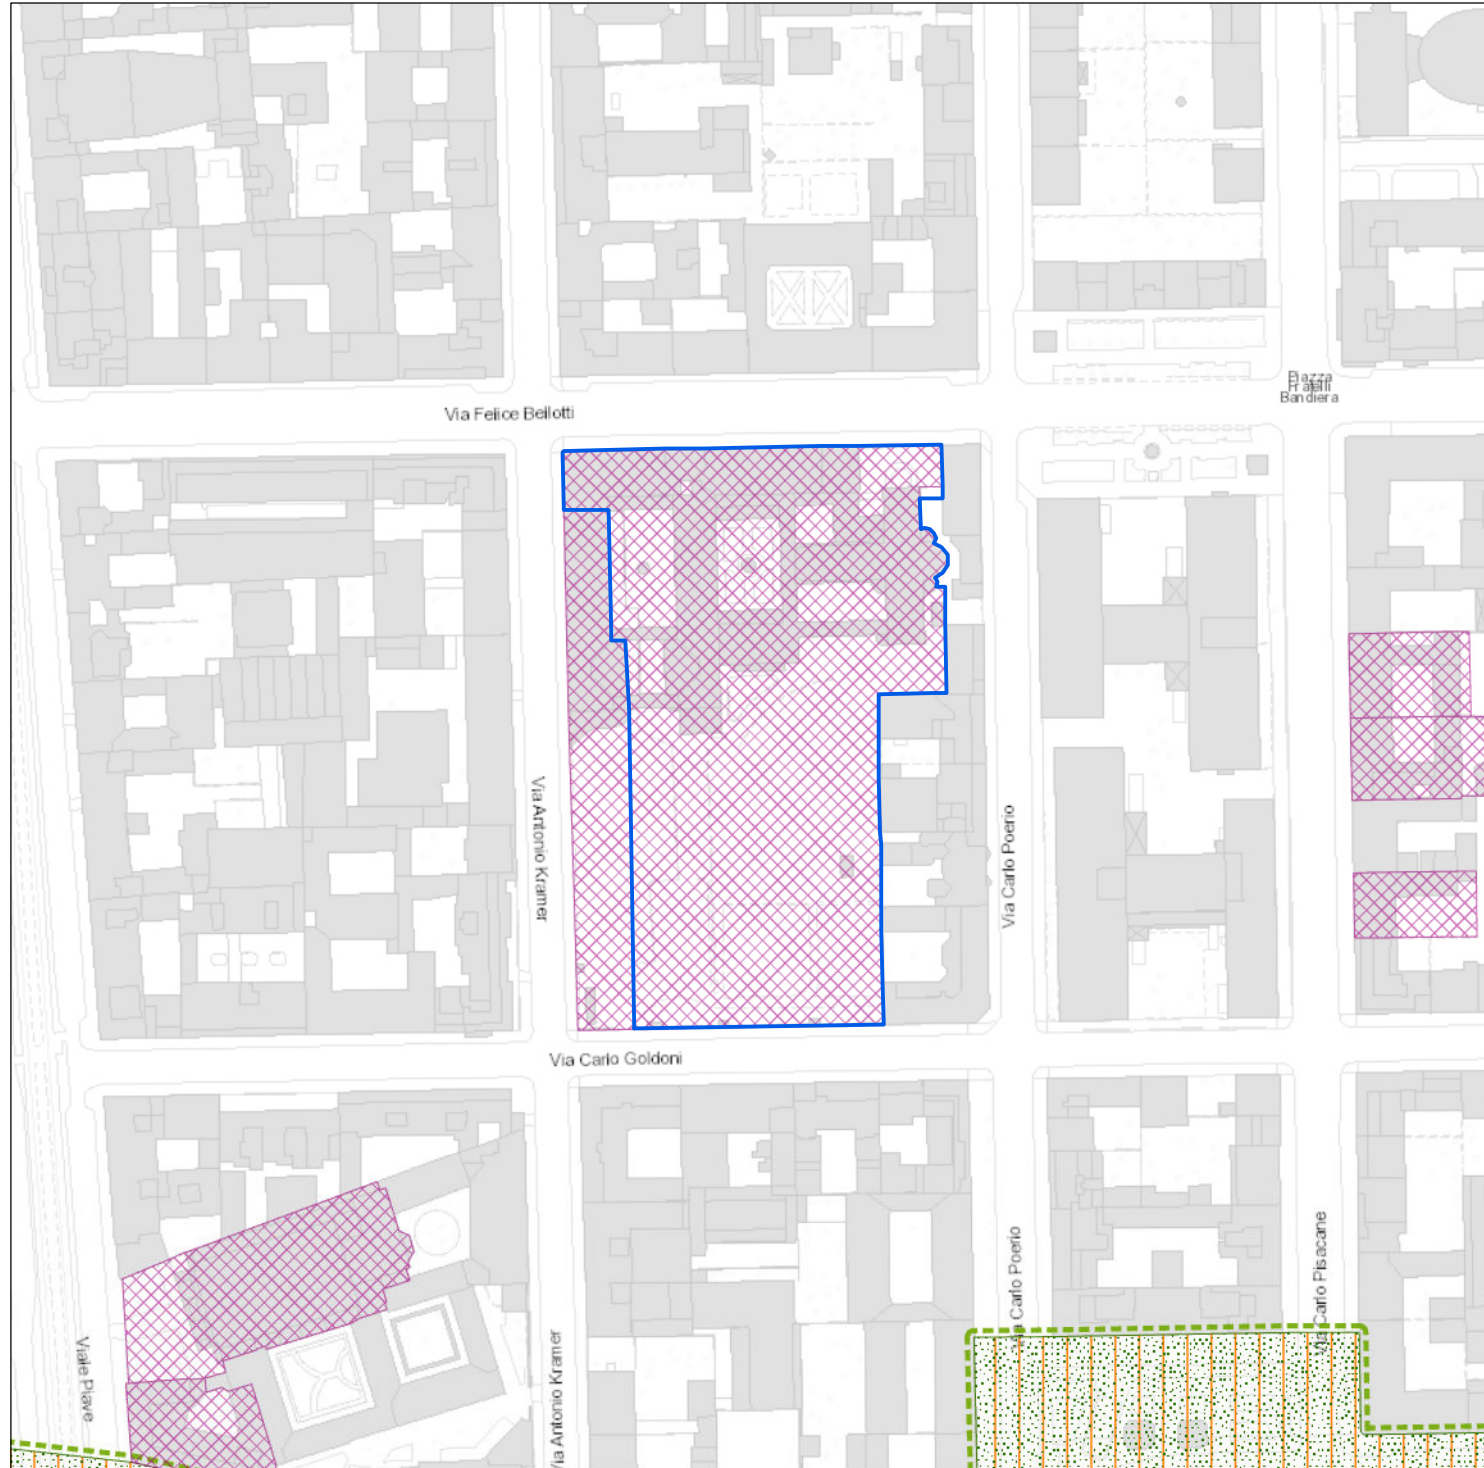 Piazza
Fratelli
Bandiera
Via Felice Bellotti
Via Antonio Kramer
Via Carlo Poerio
Via Carlo Goldoni
Via Carlo Poerio
Via Carlo Pisacane
Viale Piave
Via Antonio Kramer